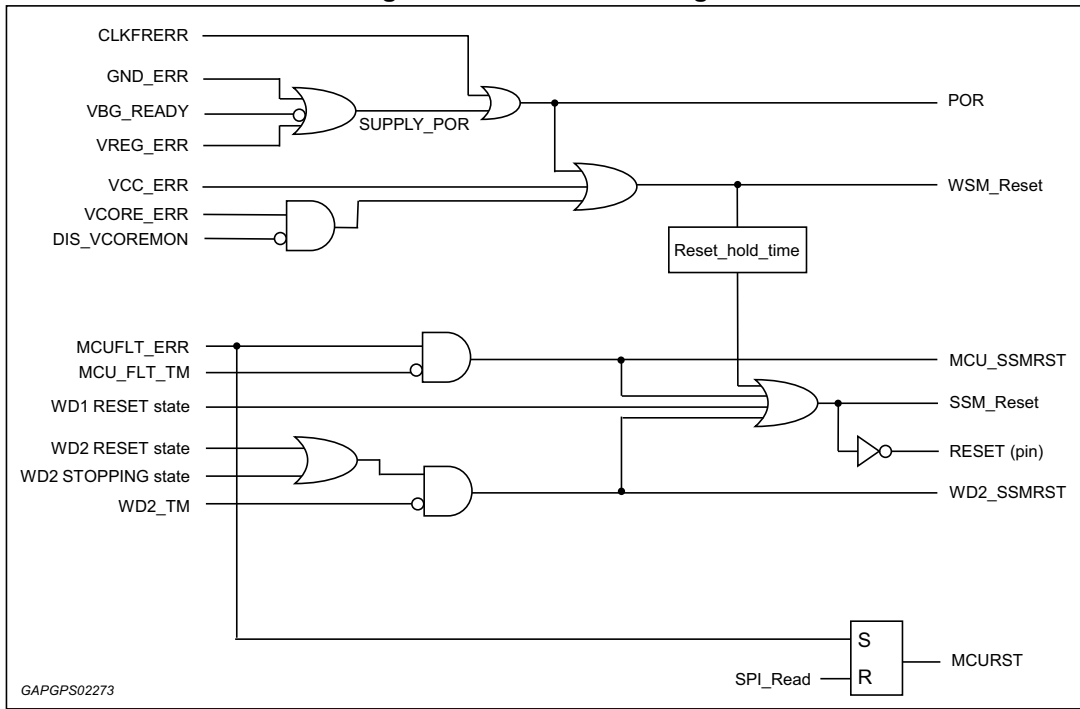 CLKFRERR
GND_ERR
VBG_READY
VREG_ERR
SUPPLY_POR
POR
VCC_ERR
VCORE_ERR
DIS_VCOREMON
WSM_Reset
Reset_hold_time
MCUFLT_ERR
MCU_FLT_TM
MCU_SSMRST
WD1 RESET state
SSM_Reset
WD2 RESET state
RESET (pin)
WD2 STOPPING state
WD2_TM
WD2_SSMRST
S
MCURST
SPI_Read
R
GAPGPS02273